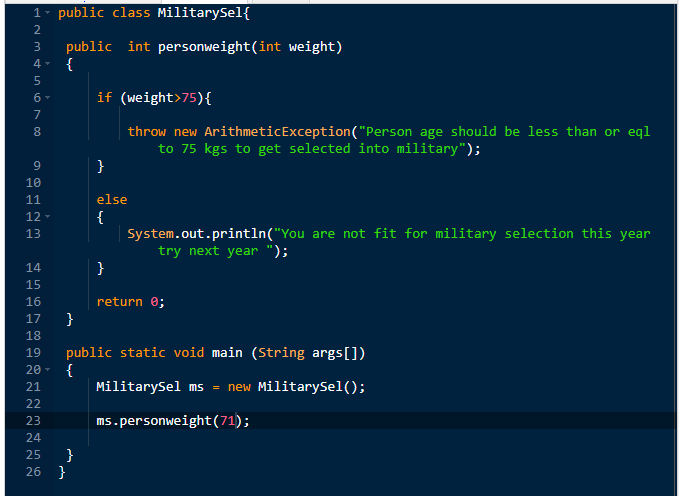 1 public class MilitarySel{
2
3 public  int personweight(int weight)
4 {
5
6 if (weight>75){
7
8 throw new ArithmeticException("Person age should be less than or eql
to 75 kgs to get selected into military");
9 }
10
11 else
12 {
13 System.out.println("You are not fit for military selection this year
try next year ");
14 }
15
16 return 0;
17 }
18
19 public static void main (String args[])
20 {
21 MilitarySel ms = new MilitarySel();
22
23 ms.personweight(71);
24
25 }
26 }